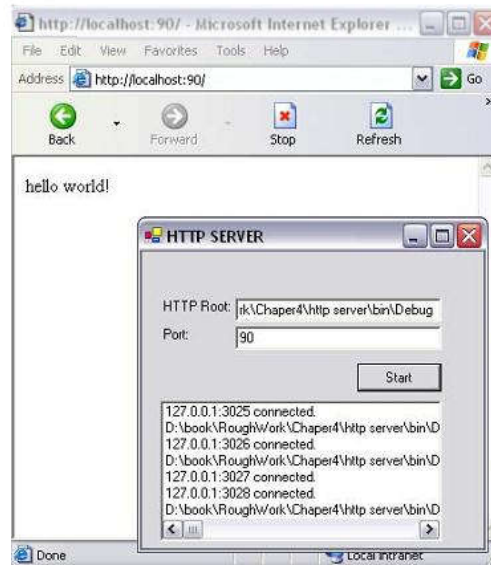 http://localhost:90/ - Microsoft Internet Explorer ...
File Edit View Favorites Tools Help
Address http://localhost:90/ Go
Back Forward Stop Refresh
hello world!
HTTP SERVER
HTTP Root: rk\Chaper4\http server\bin\Debug
Port: 90
Start
127.0.0.1:3025 connected.
D:\book\RoughWork\Chaper4\http server\bin\D
127.0.0.1:3026 connected.
D:\book\RoughWork\Chaper4\http server\bin\D
127.0.0.1:3027 connected.
127.0.0.1:3028 connected.
D:\book\RoughWork\Chaper4\http server\bin\D
Done Local intranet